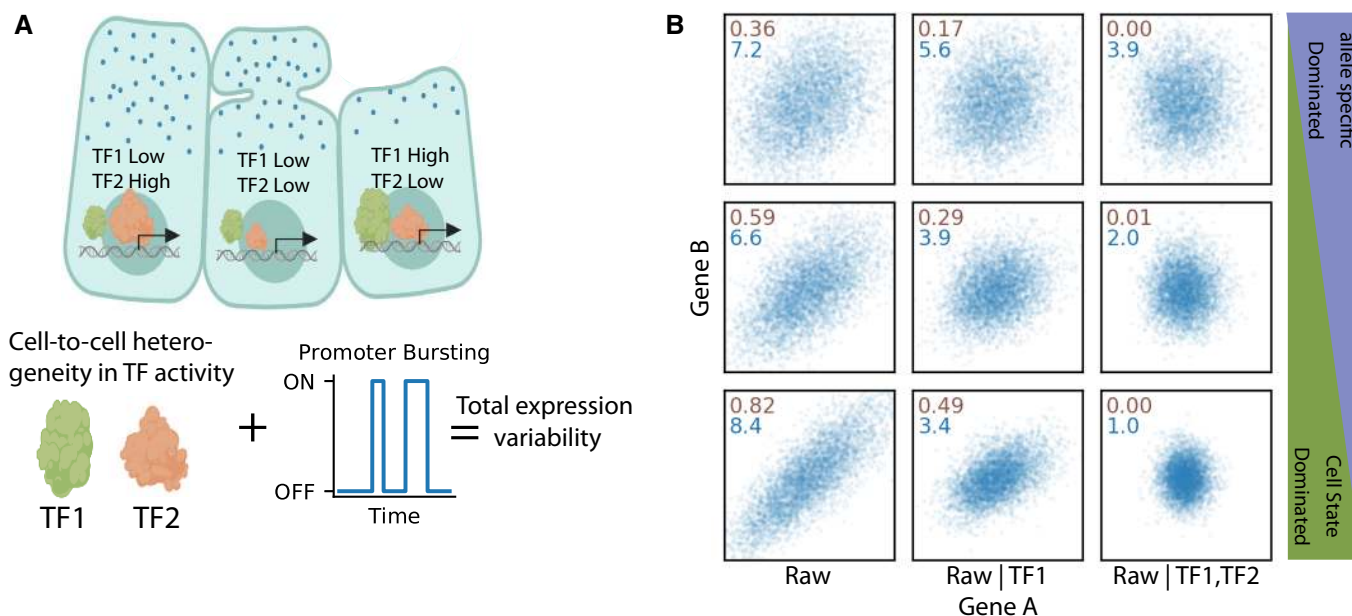 A
TF1 Low
TF2 High
TF1 Low
TF2 Low
TF1 High
TF2 Low
Cell-to-cell hetero-
geneity in TF activity
TF1
TF2
+
Promoter Bursting
ON
OFF
Time
=
Total expression
variability
B
0.36
7.2
0.17
5.6
0.00
3.9
0.59
6.6
0.29
3.9
0.01
2.0
0.82
8.4
0.49
3.4
0.00
1.0
Gene B
Raw
Raw | TF1
Raw | TF1,TF2
Gene A
allele specific
Dominated
Cell State
Dominated